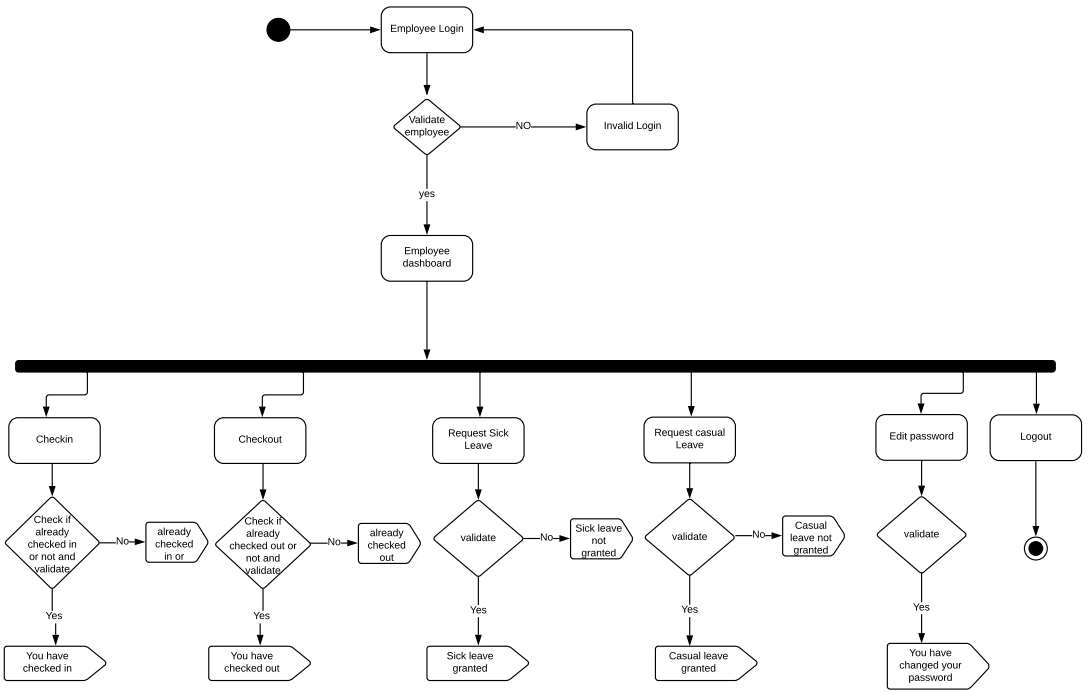 Employee Login
Validate
employee
NO
Invalid Login
yes
Employee
dashboard
Checkin
Checkout
Request Sick
Leave
Request casual
Leave
Edit password
Logout
Check if
already
checked in
or not and
validate
No
already
checked
in or
Check if
already
checked out or
not and
validate
No
already
checked
out
validate
No
Sick leave
not
granted
validate
No
Casual
leave not
granted
validate
Yes
Yes
Yes
Yes
Yes
You have
checked in
You have
checked out
Sick leave
granted
Casual leave
granted
You have
changed your
password